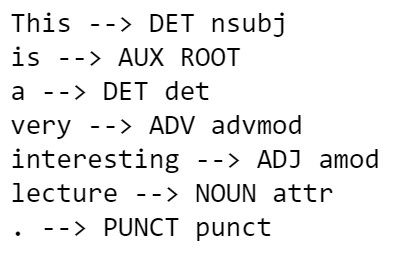 This --> DET nsubj
is --> AUX ROOT
a --> DET det
very --> ADV advmod
interesting --> ADJ amod
lecture --> NOUN attr
. --> PUNCT punct